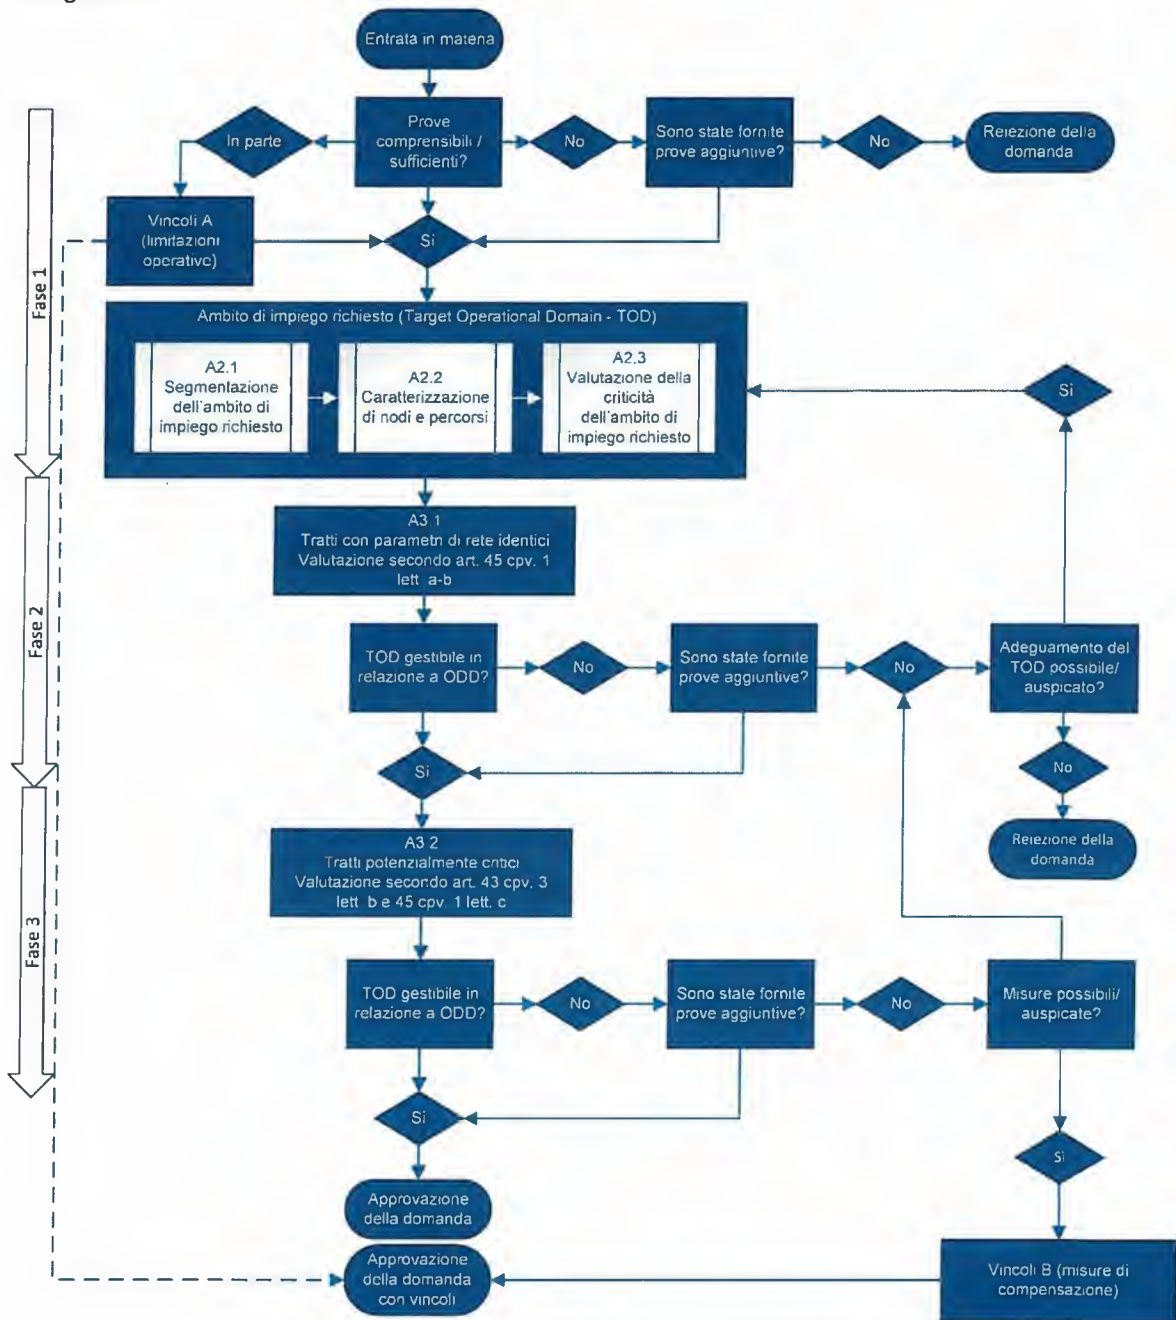 Entrata in materia
In parte
Prove
comprensibili /
sufficienti?
No
Sono state fornite
prove aggiuntive?
No
Reiezione della
domanda
Vincoli A
(limitazioni
operative)
Si
Fase 1
Ambito di impiego richiesto (Target Operational Domain - TOD)
A2.1
Segmentazione
dell'ambito di
impiego richiesto
A2.2
Caratterizzazione
di nodi e percorsi
A2.3
Valutazione della
criticità
dell'ambito di
impiego richiesto
Si
A3.1
Tratti con parametri di rete identici
Valutazione secondo art. 45 cpv. 1
lett. a-b
Fase 2
TOD gestibile in
relazione a ODD?
No
Sono state fornite
prove aggiuntive?
No
Adeguamento del
TOD possibile/
auspicato?
Si
No
Reiezione della
domanda
A3.2
Tratti potenzialmente critici
Valutazione secondo art. 43 cpv. 3
lett. b e 45 cpv. 1 lett. c
Fase 3
TOD gestibile in
relazione a ODD?
No
Sono state fornite
prove aggiuntive?
No
Misure possibili/
auspicate?
Si
Si
Approvazione
della domanda
Approvazione
della domanda
con vincoli
Vincoli B (misure di
compensazione)